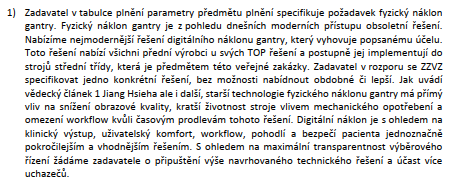 1) Zadavatel v tabulce plnění parametry předmětu plnění specifikuje požadavek fyzický náklon
gantry. Fyzický náklon gantry je z pohledu dnešních moderních přístupu obsoletní řešení.
Nabízíme nejmodernější řešení digitálního náklonu gantry, který vyhovuje popsanému účelu.
Toto řešení nabízí všichni přední výrobci u svých TOP řešení a postupně jej implementují do
strojů střední třídy, která je předmětem této veřejné zakázky. Zadavatel v rozporu se ZZVZ
specifikovat jedno konkrétní řešení, bez možnosti nabídnout obdobné či lepší. Jak uvádí
vědecký článek 1 Jiang Hsieha ale i další, starší technologie fyzického náklonu gantry má přímý
vliv na snížení obrazové kvality, kratší životnost stroje vlivem mechanického opotřebení a
omezení workflow kvůli časovým prodlevám tohoto řešení. Digitální náklon je s ohledem na
klinický výstup, uživatelský komfort, workflow, pohodlí a bezpečí pacienta jednoznačně
pokročilejším a vhodnějším řešením. S ohledem na maximální transparentnost výběrového
řízení žádáme zadavatele o připuštění výše navrhovaného technického řešení a účast více
uchazečů.